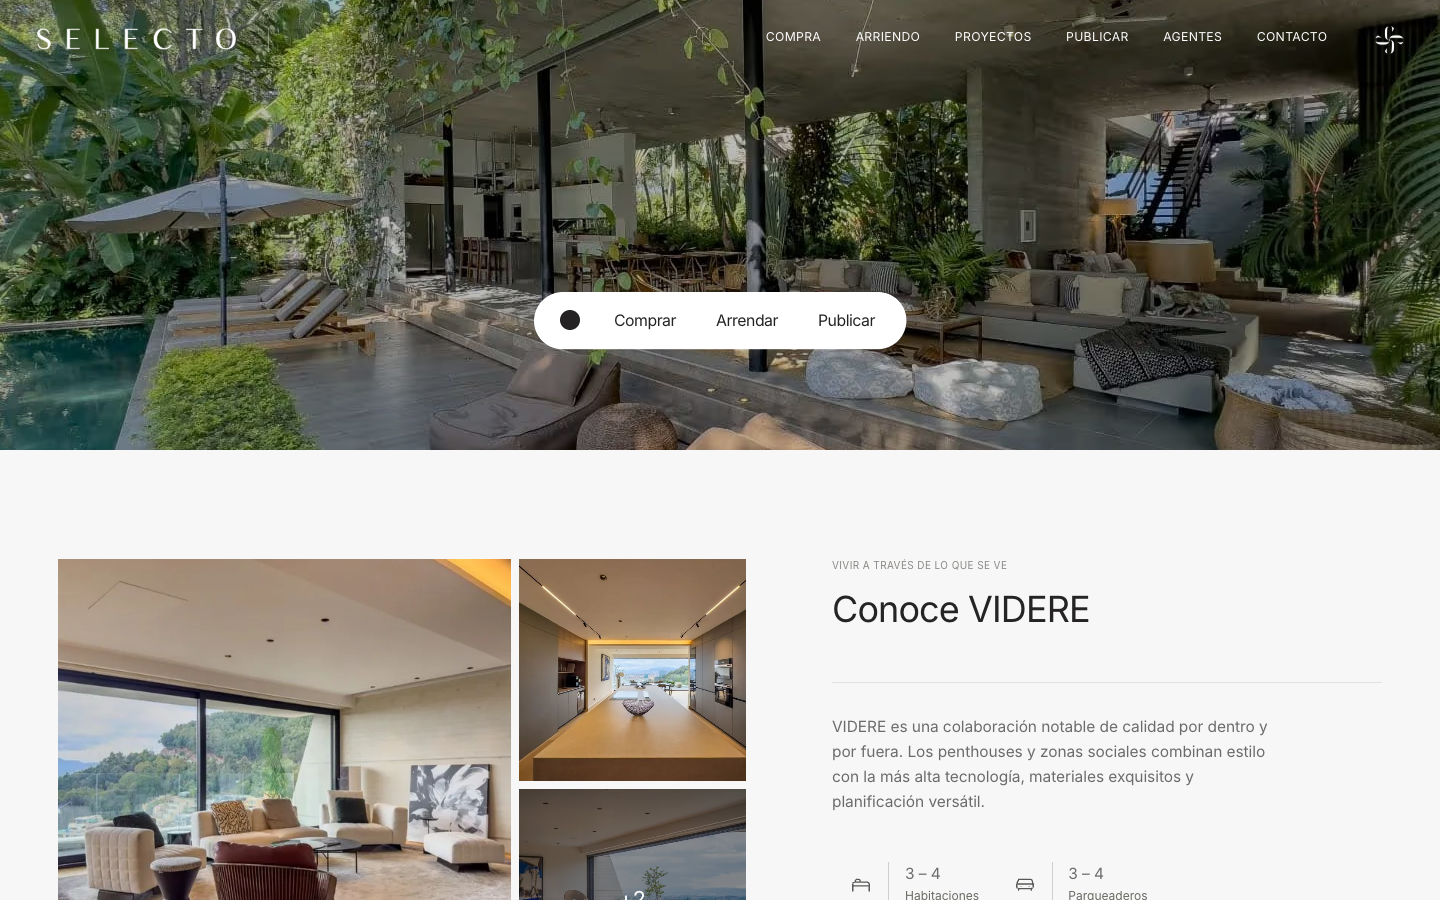 SELECTO
COMPRA
ARRIENDO
PROYECTOS
PUBLICAR
AGENTES
CONTACTO
Comprar
Arrendar
Publicar
VIVIR A TRAVÉS DE LO QUE SE VE
Conoce VIDERE
VIDERE es una colaboración notable de calidad por dentro y
por fuera. Los penthouses y zonas sociales combinan estilo
con la más alta tecnología, materiales exquisitos y
planificación versátil.
+2
3 – 4
Habitaciones
3 – 4
Parqueaderos